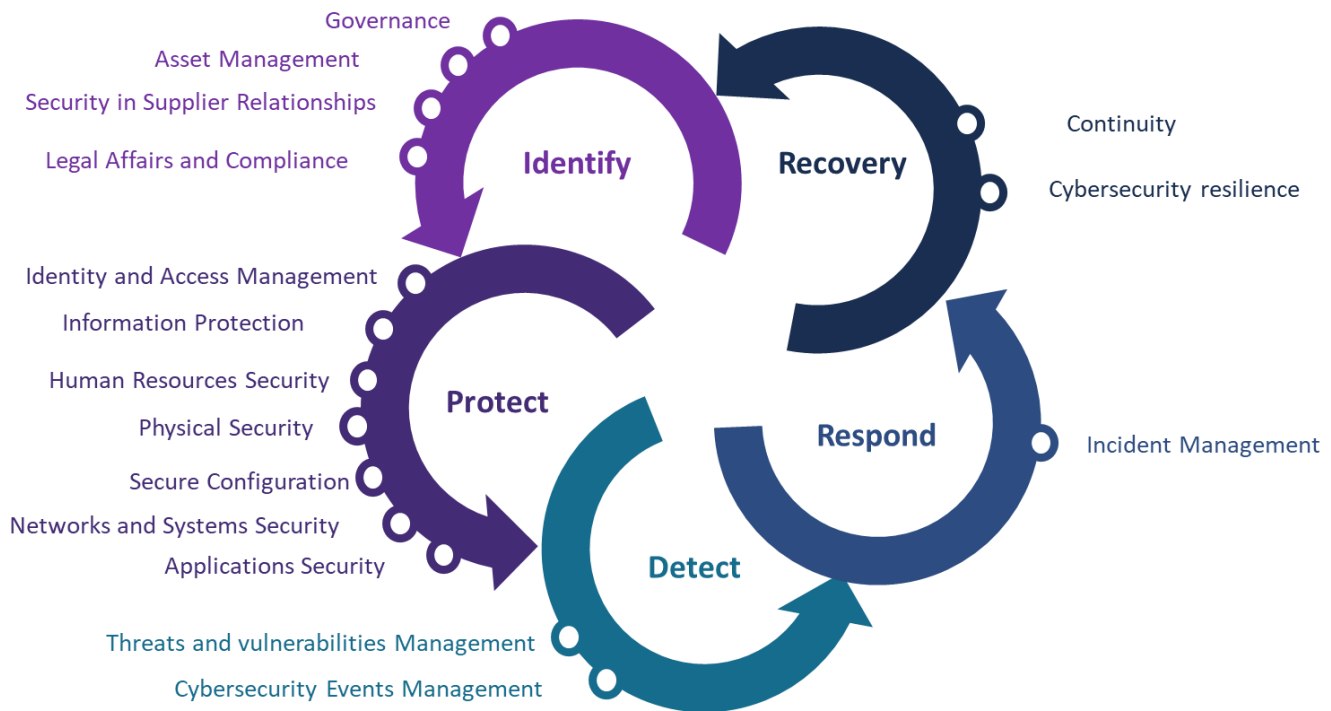 Governance
Asset Management
Security in Supplier Relationships
Legal Affairs and Compliance
Identify
Recovery
Continuity
Cybersecurity resilience
Identity and Access Management
Information Protection
Human Resources Security
Physical Security
Secure Configuration
Networks and Systems Security
Applications Security
Protect
Respond
Incident Management
Detect
Threats and vulnerabilities Management
Cybersecurity Events Management